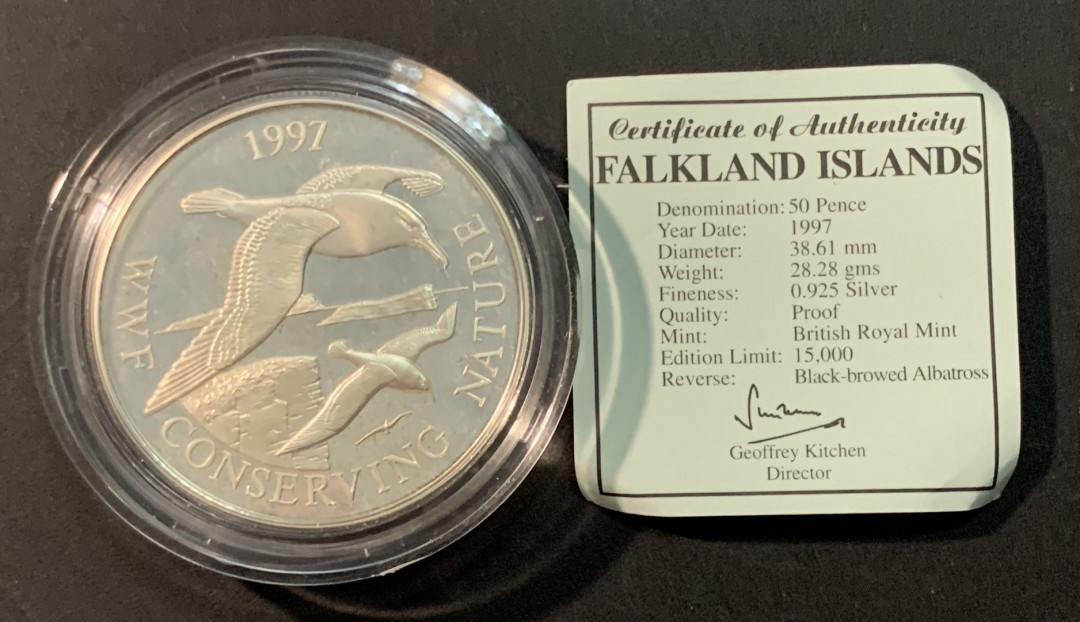 1997
WWF
CONSERVING NATURE
Certificate of Authenticity
FALKLAND ISLANDS
Denomination: 50 Pence
Year Date: 1997
Diameter: 38.61 mm
Weight: 28.28 gms
Fineness: 0.925 Silver
Quality: Proof
Mint: British Royal Mint
Edition Limit: 15,000
Reverse: Black-browed Albatross
Geoffrey Kitchen
Director